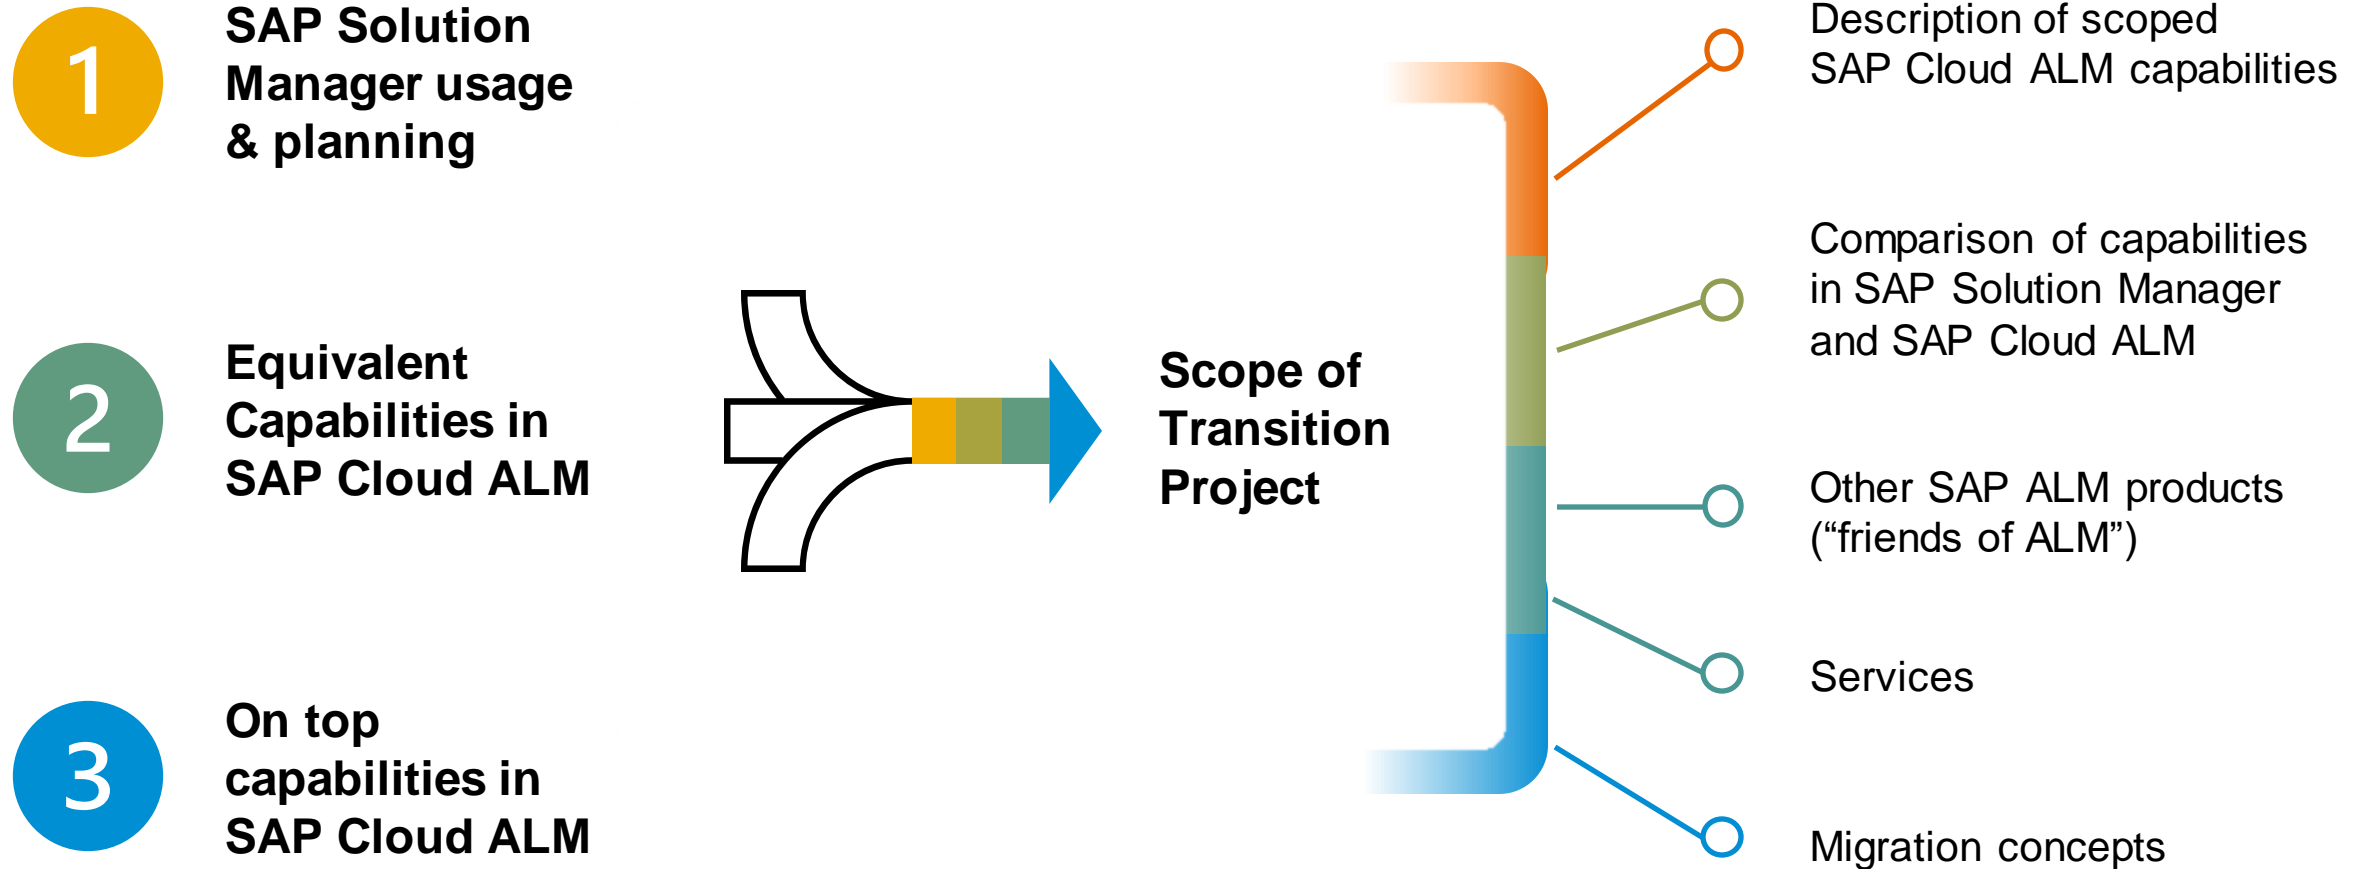 1
SAP Solution
Manager usage
& planning
2
Equivalent
Capabilities in
SAP Cloud ALM
3
On top
capabilities in
SAP Cloud ALM
Scope of
Transition
Project
Description of scoped
SAP Cloud ALM capabilities
Comparison of capabilities
in SAP Solution Manager
and SAP Cloud ALM
Other SAP ALM products
(“friends of ALM”)
Services
Migration concepts